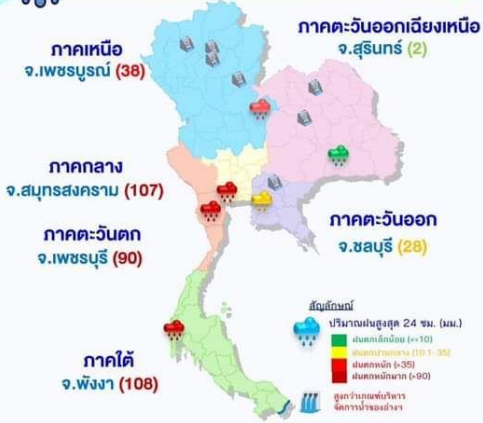 ภาคเหนือ
จ.เพชรบูรณ์ (38)
ภาคตะวันออกเฉียงเหนือ
จ.สุรินทร์ (2)
ภาคกลาง
จ.สมุทรสงคราม (107)
ภาคตะวันตก
จ.เพชรบุรี (90)
ภาคตะวันออก
จ.ชลบุรี (28)
ภาคใต้
จ.พังงา (108)
สัญลักษณ์
ปริมาณฝนสูงสุด 24 ชม. (มม.)
ฝนตกเล็กน้อย (<=10)
ฝนตกปานกลาง (10.1-35)
ฝนตกหนัก (>35)
ฝนตกหนักมาก (>90)
สูงกว่าเกณฑ์บริหาร
จัดการน้ำของอ่างฯ